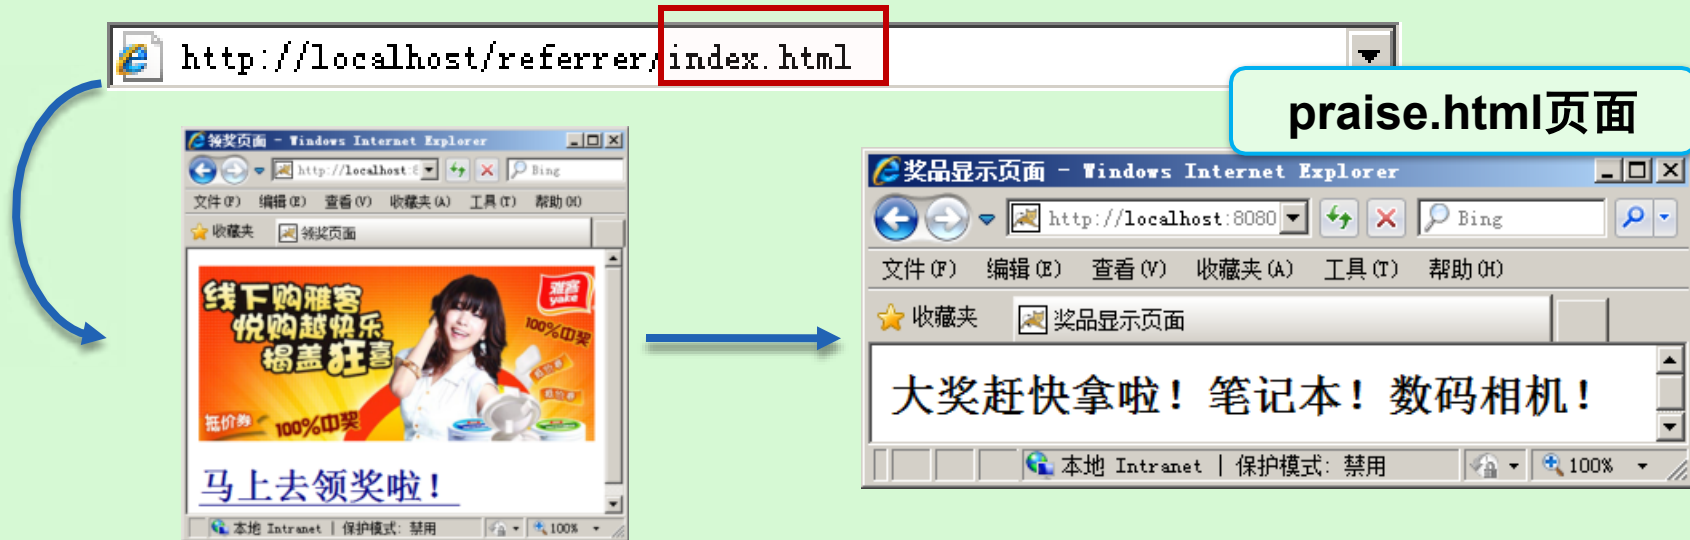 http://localhost/referrer/index.html
praise.html页面
领奖页面 - Windows Internet Explorer
http://localhost:8
Bing
文件(F) 编辑(E) 查看(V) 收藏夹(A) 工具(T) 帮助(H)
收藏夹 领奖页面
线下购雅客
悦购越快乐
揭盖狂喜
雅客
yake
100%中奖
抵价券
100%中奖
马上去领奖啦！
本地 Intranet | 保护模式: 禁用
100%
奖品显示页面 - Windows Internet Explorer
http://localhost:8080
Bing
文件(F) 编辑(E) 查看(V) 收藏夹(A) 工具(T) 帮助(H)
收藏夹 奖品显示页面
大奖赶快拿啦！笔记本！数码相机！
本地 Intranet | 保护模式: 禁用
100%